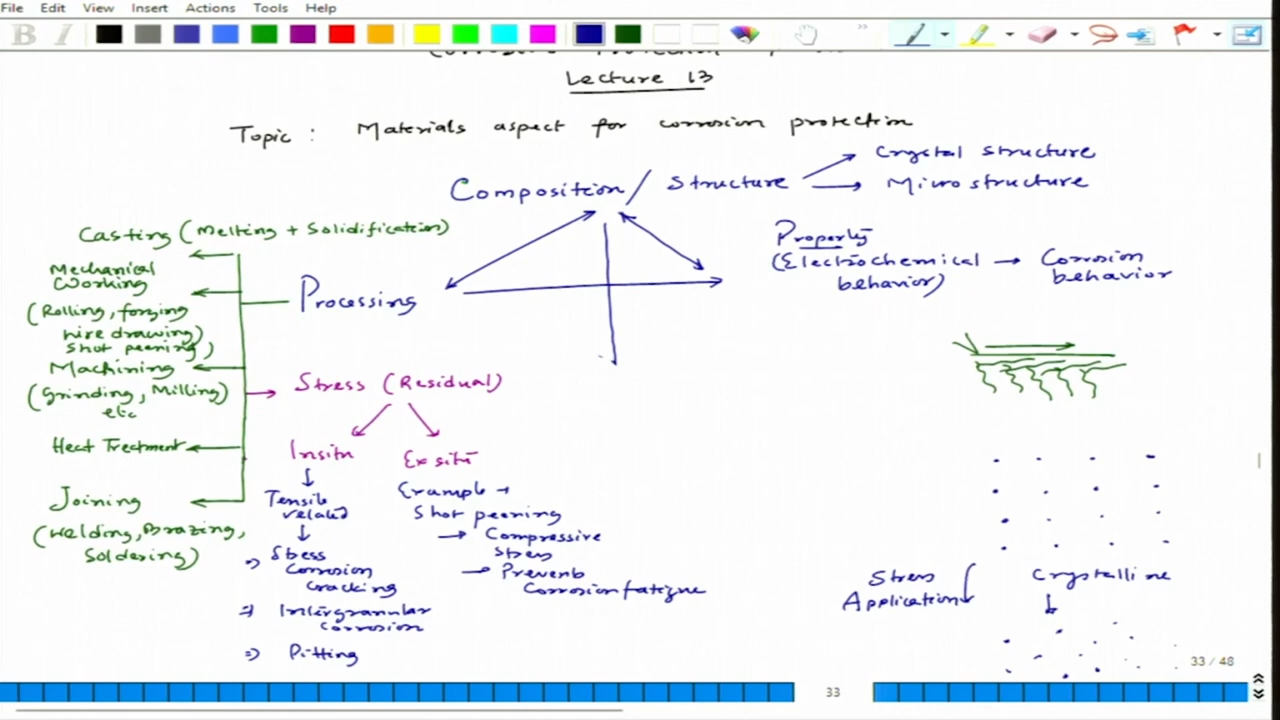 File Edit View Insert Actions Tools Help
Lecture 13
Topic : Materials aspect for corrosion protection
Composition / Structure
Crystal structure
Microstructure
Property
(Electrochemical behavior) → Corrosion behavior
Processing
Casting (Melting + Solidification)
Mechanical Working
(Rolling, forging
wire drawing)
Shot peening)
Machining
(Grinding, Milling)
etc
Heat Treatment
Joining
(Welding, Brazing,
Soldering)
Stress (Residual)
Insitu
Tensile
related
⇒ Stress
Corrosion
Cracking
⇒ Intergranular
corrosion
⇒ Pitting
Ex situ
Example →
Shot peening
→ Compressive
stress
→ Prevents
Corrosion fatigue
Stress
Application
Crystalline
33 / 48
33